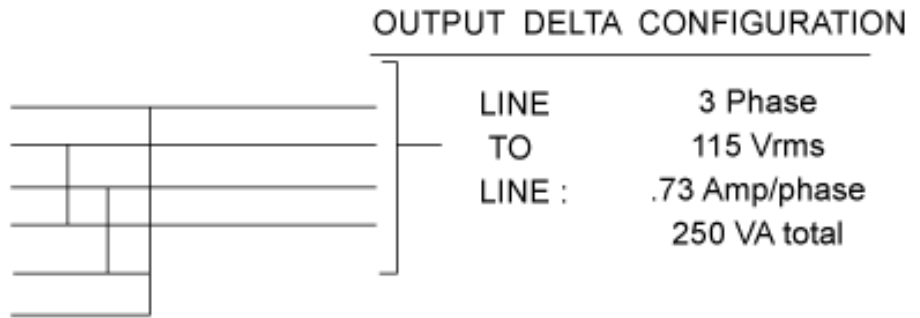 OUTPUT DELTA CONFIGURATION
LINE 3 Phase
TO 115 Vrms
LINE : .73 Amp/phase
250 VA total